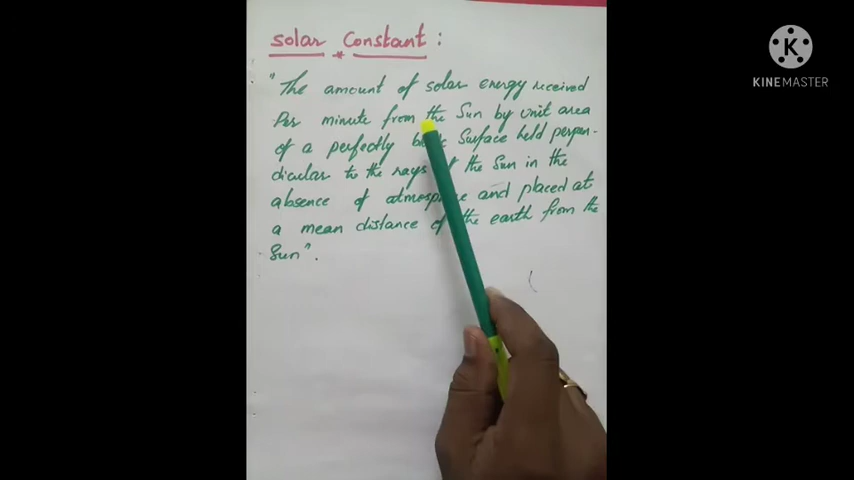 Solar Constant :
"The amount of solar energy received
Per minute from the Sun by unit area
of a perfectly Surface held perpen-
dicular to the rays of the Sun in the
absence of atmosphere and placed at
a mean distance of the earth from the
Sun".
K
KINEMASTER